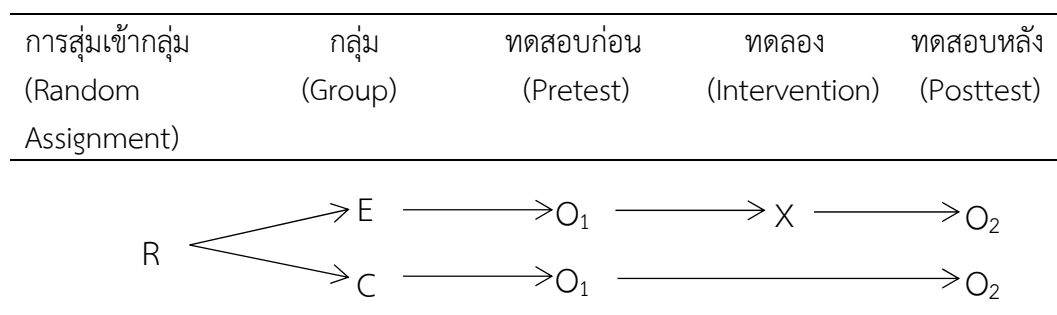 การสุ่มเข้ากลุ่ม กลุ่ม ทดสอบก่อน ทดลอง ทดสอบหลัง
(Random (Group) (Pretest) (Intervention) (Posttest)
Assignment)
E O₁ X O₂
R
C O₁ O₂